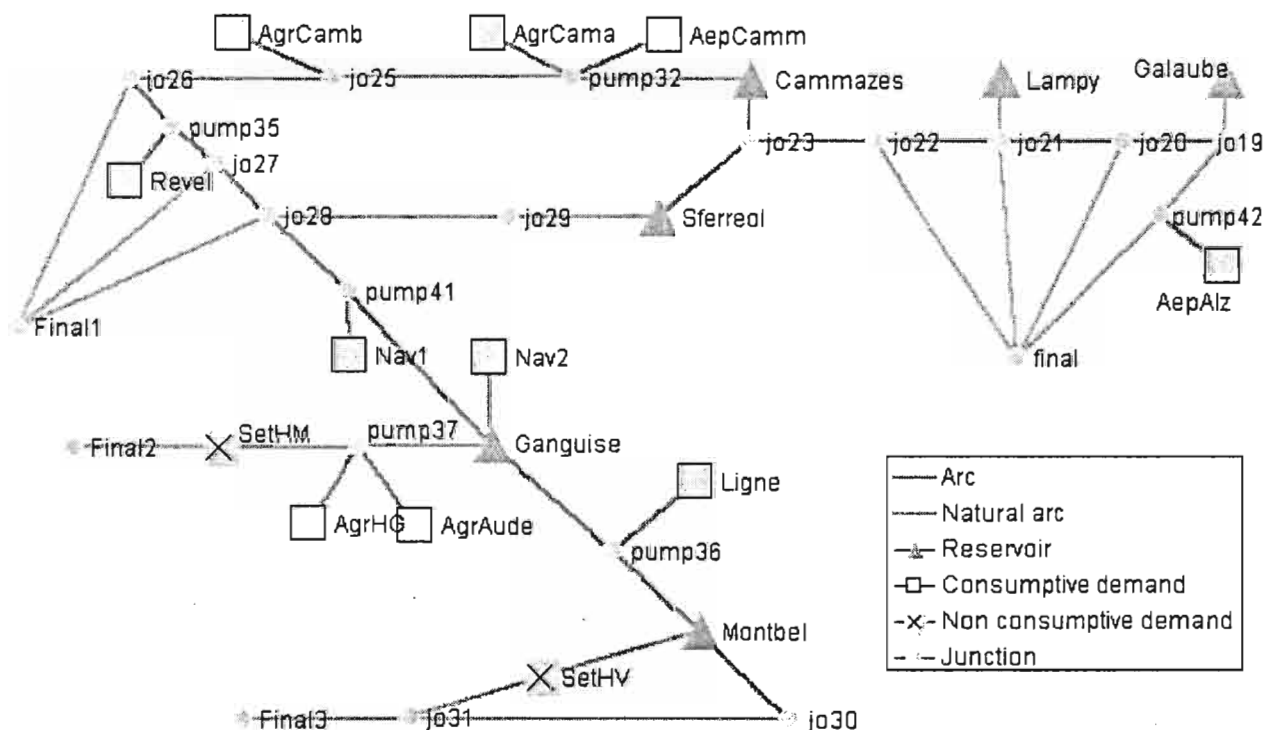 AgrCamb
AgrCama
AepCamm
jo26
jo25
pump32
Cammazes
Lampy
Galaube
pump35
jo27
Revel
jo23
jo22
jo21
jo20
jo19
jo28
jo29
Sferreol
pump42
AepAlz
pump41
Final1
Nav1
Nav2
final
Final2
SetHM
pump37
Ganguise
Ligne
AgrHG
AgrAude
pump36
Montbel
SetHV
Final3
jo31
jo30
Arc
Natural arc
Reservoir
Consumptive demand
Non consumptive demand
Junction